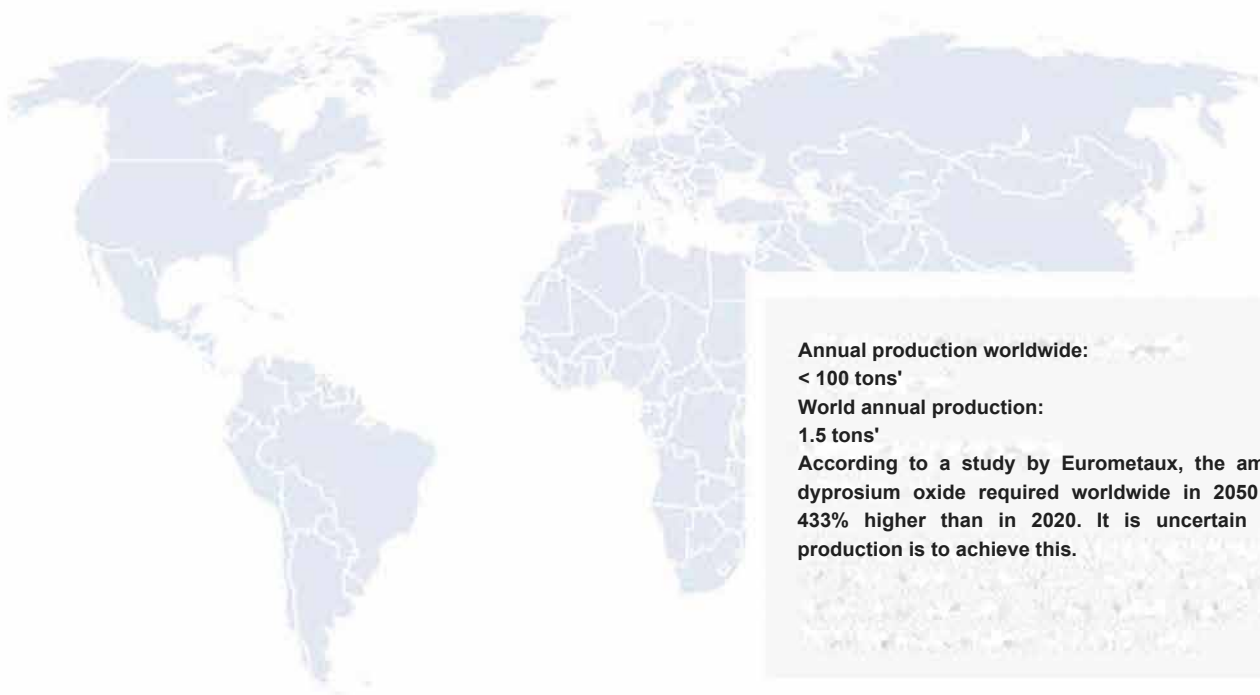 Annual production worldwide:
< 100 tons'
World annual production:
1.5 tons'
According to a study by Eurometaux, the
dyprosium oxide required worldwide in 2050
433% higher than in 2020. It is uncertain
production is to achieve this.